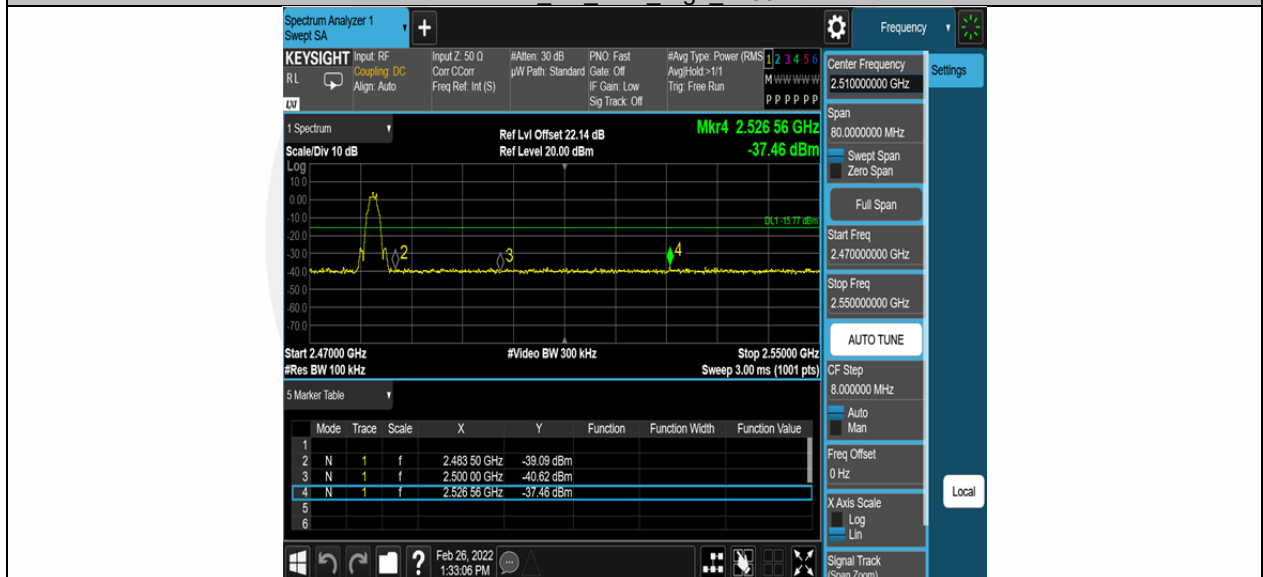 Spectrum Analyzer 1
Swept SA
+
Frequency
KEYSIGHT
RL
LXI
Input: RF
Coupling: DC
Align: Auto
Input Z: 50 Ω
Corr CCorr
Freq Ref: Int (S)
#Atten: 30 dB
µW Path: Standard
PNO: Fast
Gate: Off
IF Gain: Low
Sig Track: Off
#Avg Type: Power (RMS
Avg|Hold:>1/1
Trig: Free Run
1 2 3 4 5 6
M W W W W W
P P P P P P
Center Frequency
2.510000000 GHz
Settings
1 Spectrum
Scale/Div 10 dB
Ref Lvl Offset 22.14 dB
Ref Level 20.00 dBm
Mkr4 2.526 56 GHz
-37.46 dBm
Log
10.0
0.00
-10.0
-20.0
-30.0
-40.0
-50.0
-60.0
-70.0
DL1 -15.77 dBm
2
3
4
Start 2.47000 GHz
#Res BW 100 kHz
#Video BW 300 kHz
Stop 2.55000 GHz
Sweep 3.00 ms (1001 pts)
Span
80.0000000 MHz
Swept Span
Zero Span
Full Span
Start Freq
2.470000000 GHz
Stop Freq
2.550000000 GHz
AUTO TUNE
CF Step
8.000000 MHz
Auto
Man
Freq Offset
0 Hz
X Axis Scale
Log
Lin
Signal Track
(Span Zoom)
Local
5 Marker Table
Mode Trace Scale X Y Function Function Width Function Value
1
2 N 1 f 2.483 50 GHz -39.09 dBm
3 N 1 f 2.500 00 GHz -40.62 dBm
4 N 1 f 2.526 56 GHz -37.46 dBm
5
6
?
Feb 26, 2022
1:33:06 PM